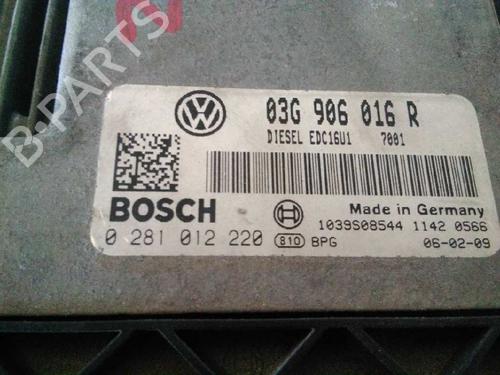 03G 906 016 R
DIESEL EDC16U1 7001
BOSCH
Made in Germany
1039S08544 1142 0566
0 281 012 220 810 BPG 06-02-09
B-PARTS